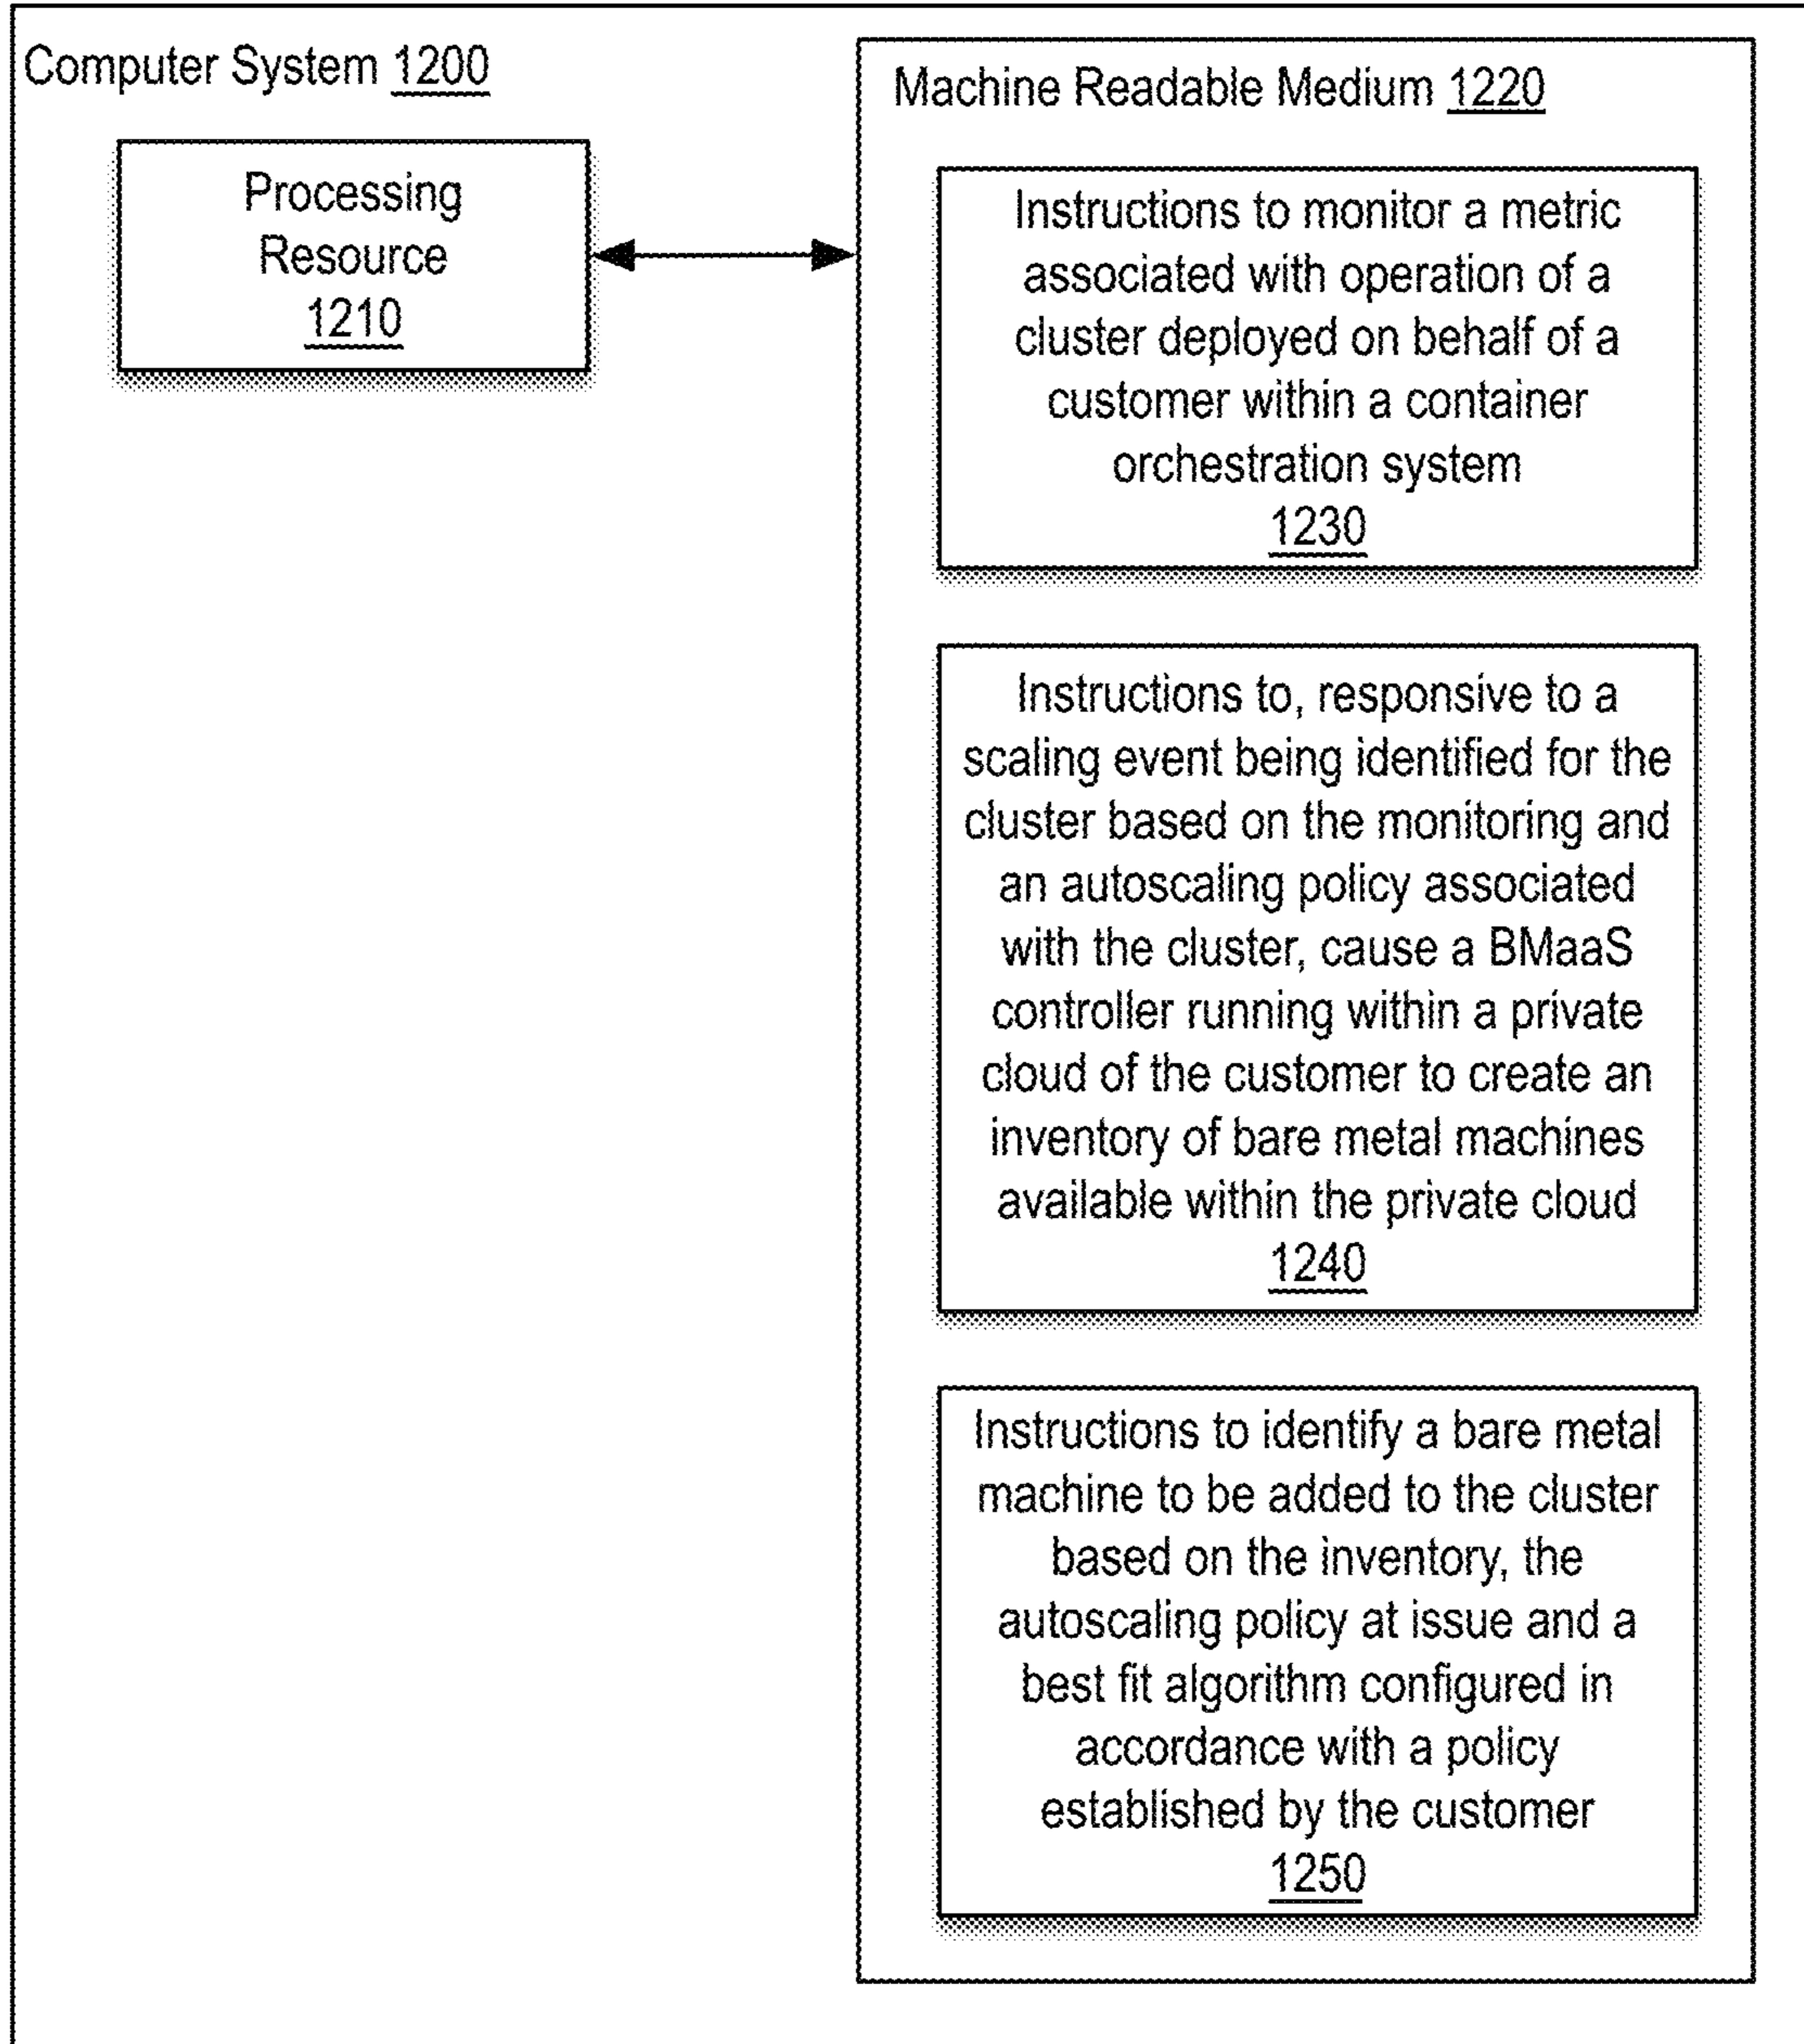 Computer System 1200
Processing
Resource
1210
Machine Readable Medium 1220
Instructions to monitor a metric
associated with operation of a
cluster deployed on behalf of a
customer within a container
orchestration system
1230
Instructions to, responsive to a
scaling event being identified for the
cluster based on the monitoring and
an autoscaling policy associated
with the cluster, cause a BMaaS
controller running within a private
cloud of the customer to create an
inventory of bare metal machines
available within the private cloud
1240
Instructions to identify a bare metal
machine to be added to the cluster
based on the inventory, the
autoscaling policy at issue and a
best fit algorithm configured in
accordance with a policy
established by the customer
1250